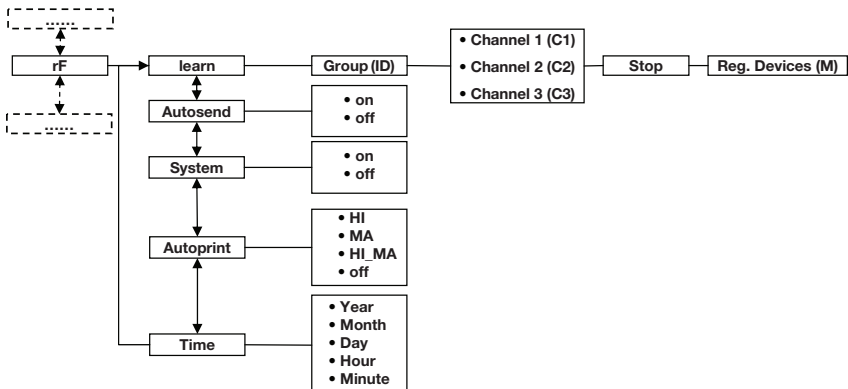 ......
rF
......
learn
Group (ID)
• Channel 1 (C1)
• Channel 2 (C2)
• Channel 3 (C3)
Stop
Reg. Devices (M)
Autosend
• on
• off
System
• on
• off
Autoprint
• HI
• MA
• HI_MA
• off
Time
• Year
• Month
• Day
• Hour
• Minute